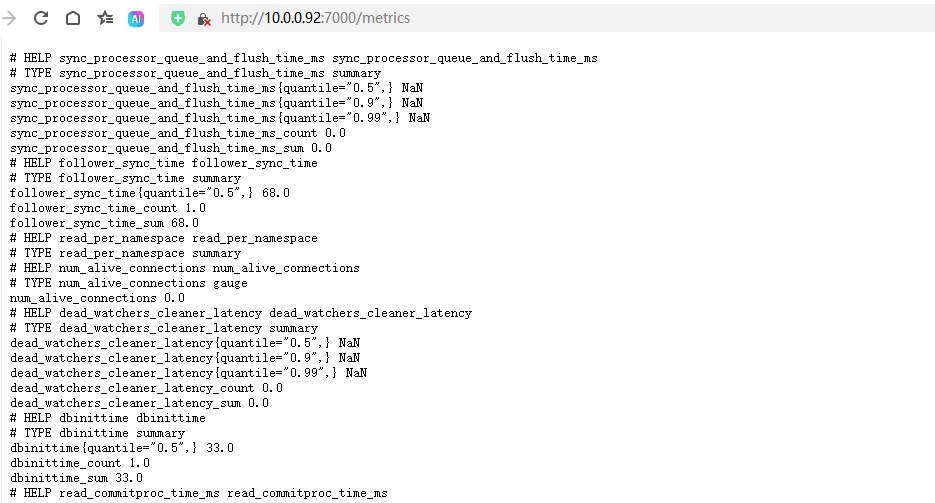 AI http://10.0.0.92:7000/metrics
# HELP sync_processor_queue_and_flush_time_ms sync_processor_queue_and_flush_time_ms
# TYPE sync_processor_queue_and_flush_time_ms summary
sync_processor_queue_and_flush_time_ms{quantile="0.5",} NaN
sync_processor_queue_and_flush_time_ms{quantile="0.9",} NaN
sync_processor_queue_and_flush_time_ms{quantile="0.99",} NaN
sync_processor_queue_and_flush_time_ms_count 0.0
sync_processor_queue_and_flush_time_ms_sum 0.0
# HELP follower_sync_time follower_sync_time
# TYPE follower_sync_time summary
follower_sync_time{quantile="0.5",} 68.0
follower_sync_time_count 1.0
follower_sync_time_sum 68.0
# HELP read_per_namespace read_per_namespace
# TYPE read_per_namespace summary
# HELP num_alive_connections num_alive_connections
# TYPE num_alive_connections gauge
num_alive_connections 0.0
# HELP dead_watchers_cleaner_latency dead_watchers_cleaner_latency
# TYPE dead_watchers_cleaner_latency summary
dead_watchers_cleaner_latency{quantile="0.5",} NaN
dead_watchers_cleaner_latency{quantile="0.9",} NaN
dead_watchers_cleaner_latency{quantile="0.99",} NaN
dead_watchers_cleaner_latency_count 0.0
dead_watchers_cleaner_latency_sum 0.0
# HELP dbinittime dbinittime
# TYPE dbinittime summary
dbinittime{quantile="0.5",} 33.0
dbinittime_count 1.0
dbinittime_sum 33.0
# HELP read_commitproc_time_ms read_commitproc_time_ms